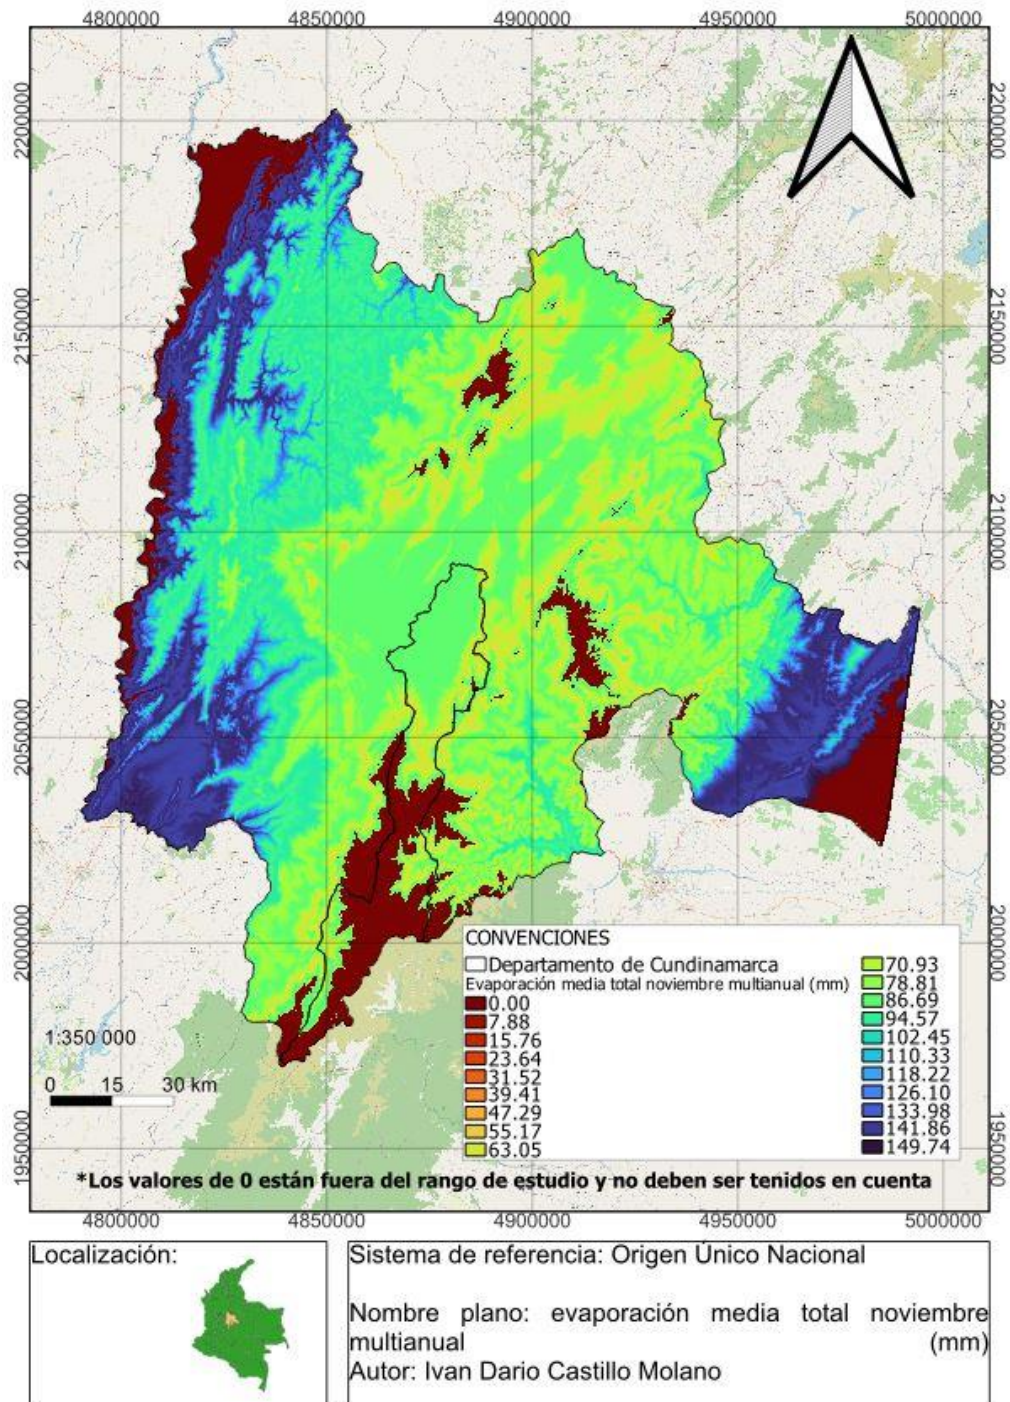 4800000 4850000 4900000 4950000 5000000
2200000 2200000
2150000 2150000
2100000 2100000
2050000 2050000
2000000 2000000
1950000 1950000
CONVENCIONES
Departamento de Cundinamarca
Evaporación media total noviembre multianual (mm)
0.00
7.88
15.76
23.64
31.52
39.41
47.29
55.17
63.05
70.93
78.81
86.69
94.57
102.45
110.33
118.22
126.10
133.98
141.86
149.74
1:350 000
0 15 30 km
*Los valores de 0 están fuera del rango de estudio y no deben ser tenidos en cuenta
4800000 4850000 4900000 4950000 5000000
Localización:
Sistema de referencia: Origen Único Nacional
Nombre plano: evaporación media total noviembre
multianual (mm)
Autor: Ivan Dario Castillo Molano